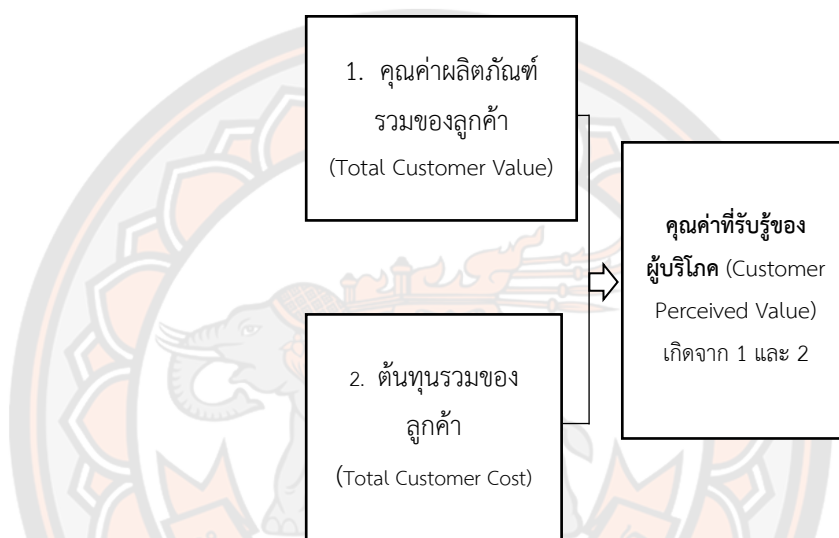 1. คุณค่าผลิตภัณฑ์
รวมของลูกค้า
(Total Customer Value)
คุณค่าที่รับรู้ของ
ผู้บริโภค (Customer
Perceived Value)
เกิดจาก 1 และ 2
2. ต้นทุนรวมของ
ลูกค้า
(Total Customer Cost)